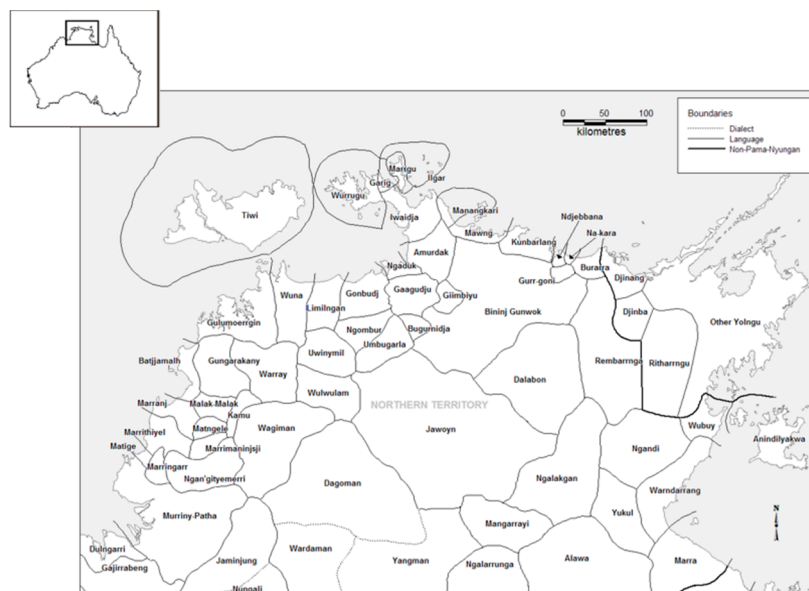 0 50 100
kilometres
Boundaries
Dialect
Language
Non-Pama-Nyungan
Tiwi
Wurrugu
Garig
Marrgu
Ilgar
Iwaidja
Manangkari
Mawng
Amurdak
Kunbarlang
Ndjebbana
Na-kara
Ngaduk
Gurr-goni
Burarra
Djinang
Wuna
Limilngan
Gonbudj
Gaagudju
Giimbiyu
Bininj Gunwok
Djinba
Other Yolngu
Gulumoerrgin
Ngombur
Umbugarla
Bugurnidja
Batjjamalh
Gungarakany
Uwinymil
Warray
Rembarrnga
Ritharrngu
Dalabon
Wulwulam
Marranj
Malak-Malak
Kamu
NORTHERN TERRITORY
Matngele
Wagiman
Jawoyn
Wubuy
Marrithiyel
Marrimaninjsji
Anindilyakwa
Matige
Marringarr
Ngan'gityemerri
Ngandi
Dagoman
Ngalakgan
Warndarrang
Murriny-Patha
Yukul
Mangarrayi
N
Dulngarri
Wardaman
Gajirrabeng
Jaminjung
Yangman
Ngalarrunga
Alawa
Marra
Nungali